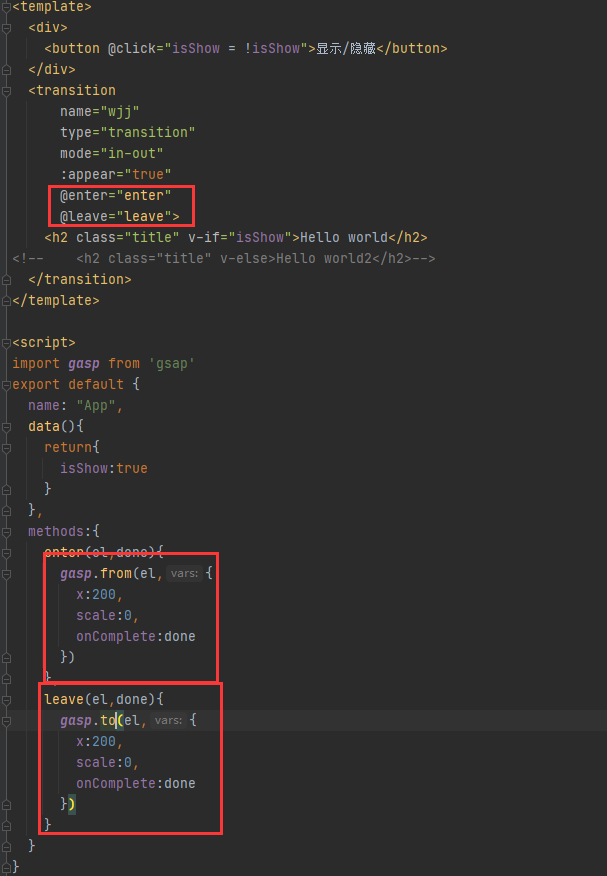 <template>
<div>
<button @click="isShow = !isShow">显示/隐藏</button>
</div>
<transition
name="wjj"
type="transition"
mode="in-out"
:appear="true"
@enter="enter"
@leave="leave">
<h2 class="title" v-if="isShow">Hello world</h2>
<!--    <h2 class="title" v-else>Hello world2</h2>-->
</transition>
</template>
<script>
import gasp from 'gsap'
export default {
name: "App",
data(){
return{
isShow:true
}
},
methods:{
enter(el,done){
gasp.from(el, vars: {
x:200,
scale:0,
onComplete:done
})
},
leave(el,done){
gasp.to(el, vars: {
x:200,
scale:0,
onComplete:done
})
}
}
}